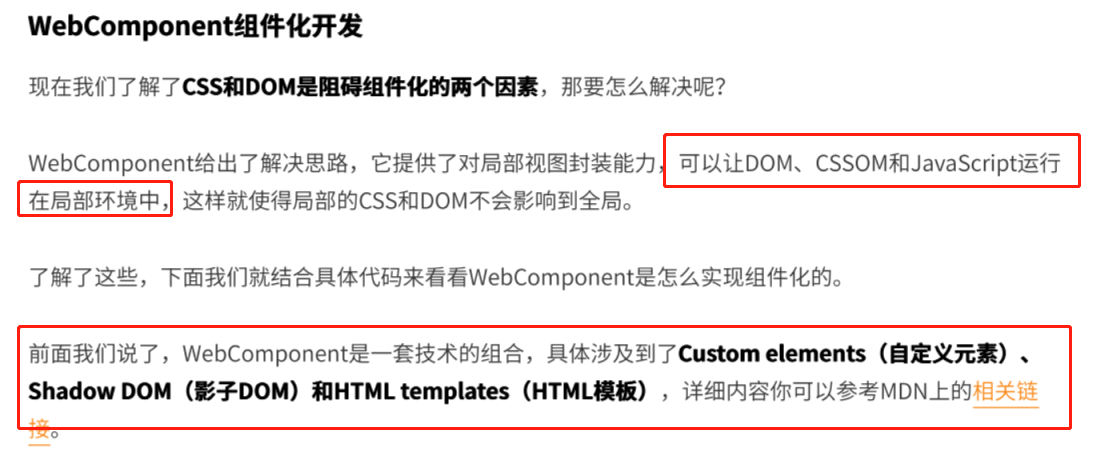 WebComponent组件化开发
现在我们了解了CSS和DOM是阻碍组件化的两个因素，那要怎么解决呢？
WebComponent给出了解决思路，它提供了对局部视图封装能力，可以让DOM、CSSOM和JavaScript运行
在局部环境中，这样就使得局部的CSS和DOM不会影响到全局。
了解了这些，下面我们就结合具体代码来看看WebComponent是怎么实现组件化的。
前面我们说了，WebComponent是一套技术的组合，具体涉及到了Custom elements（自定义元素）、
Shadow DOM（影子DOM）和HTML templates（HTML模板），详细内容你可以参考MDN上的相关链
接。